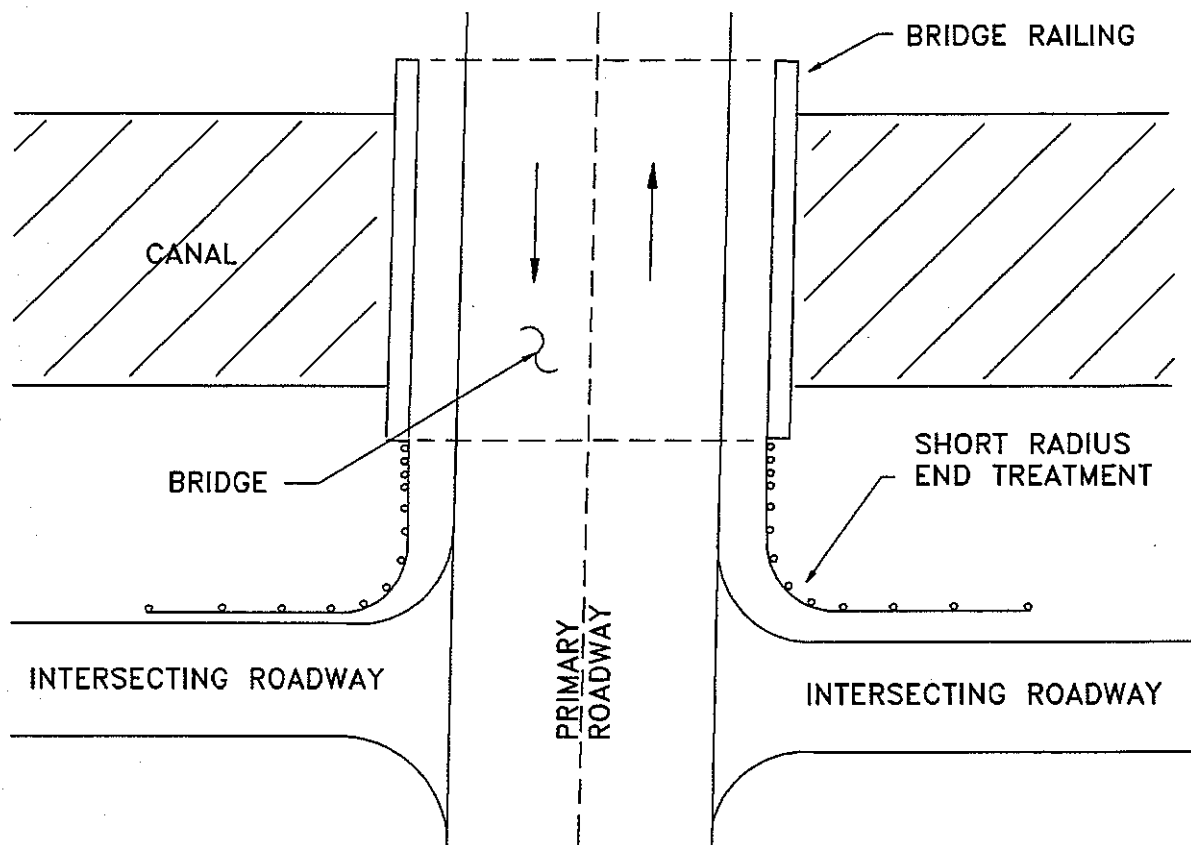 BRIDGE RAILING
CANAL
BRIDGE
SHORT RADIUS
END TREATMENT
INTERSECTING ROADWAY
PRIMARY
ROADWAY
INTERSECTING ROADWAY